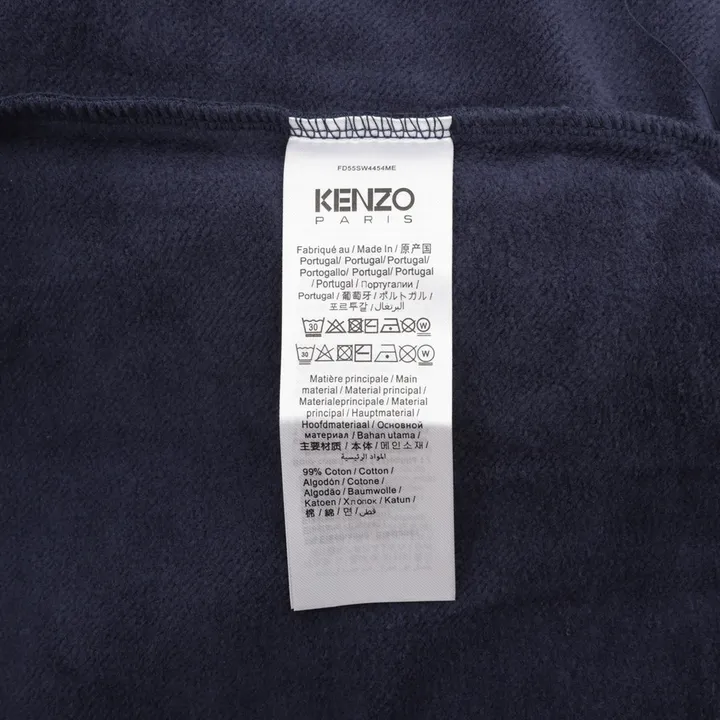 FD55SW4454ME
KENZO
PARIS
Fabriqué au / Made In / 原产国
Portugal/ Portugal/ Portugal/
Portogallo/ Portugal/ Portugal
/ Portugal / Португалии /
Portugal / 葡萄牙 / ポルトガル /
포르투갈 / البرتغال
30 W
30 W
Matière principale / Main
material / Material principal /
Materialeprincipale / Material
principal / Hauptmaterial /
Hoofdmateriaal / Основной
материал / Bahan utama /
主要材质 / 本体 / 메인소재 /
المواد الرئيسية
99% Coton / Cotton /
Algodón / Cotone /
Algodão / Baumwolle /
Katoen / Хлопок / Katun /
棉 / 綿 / 면 / قطن